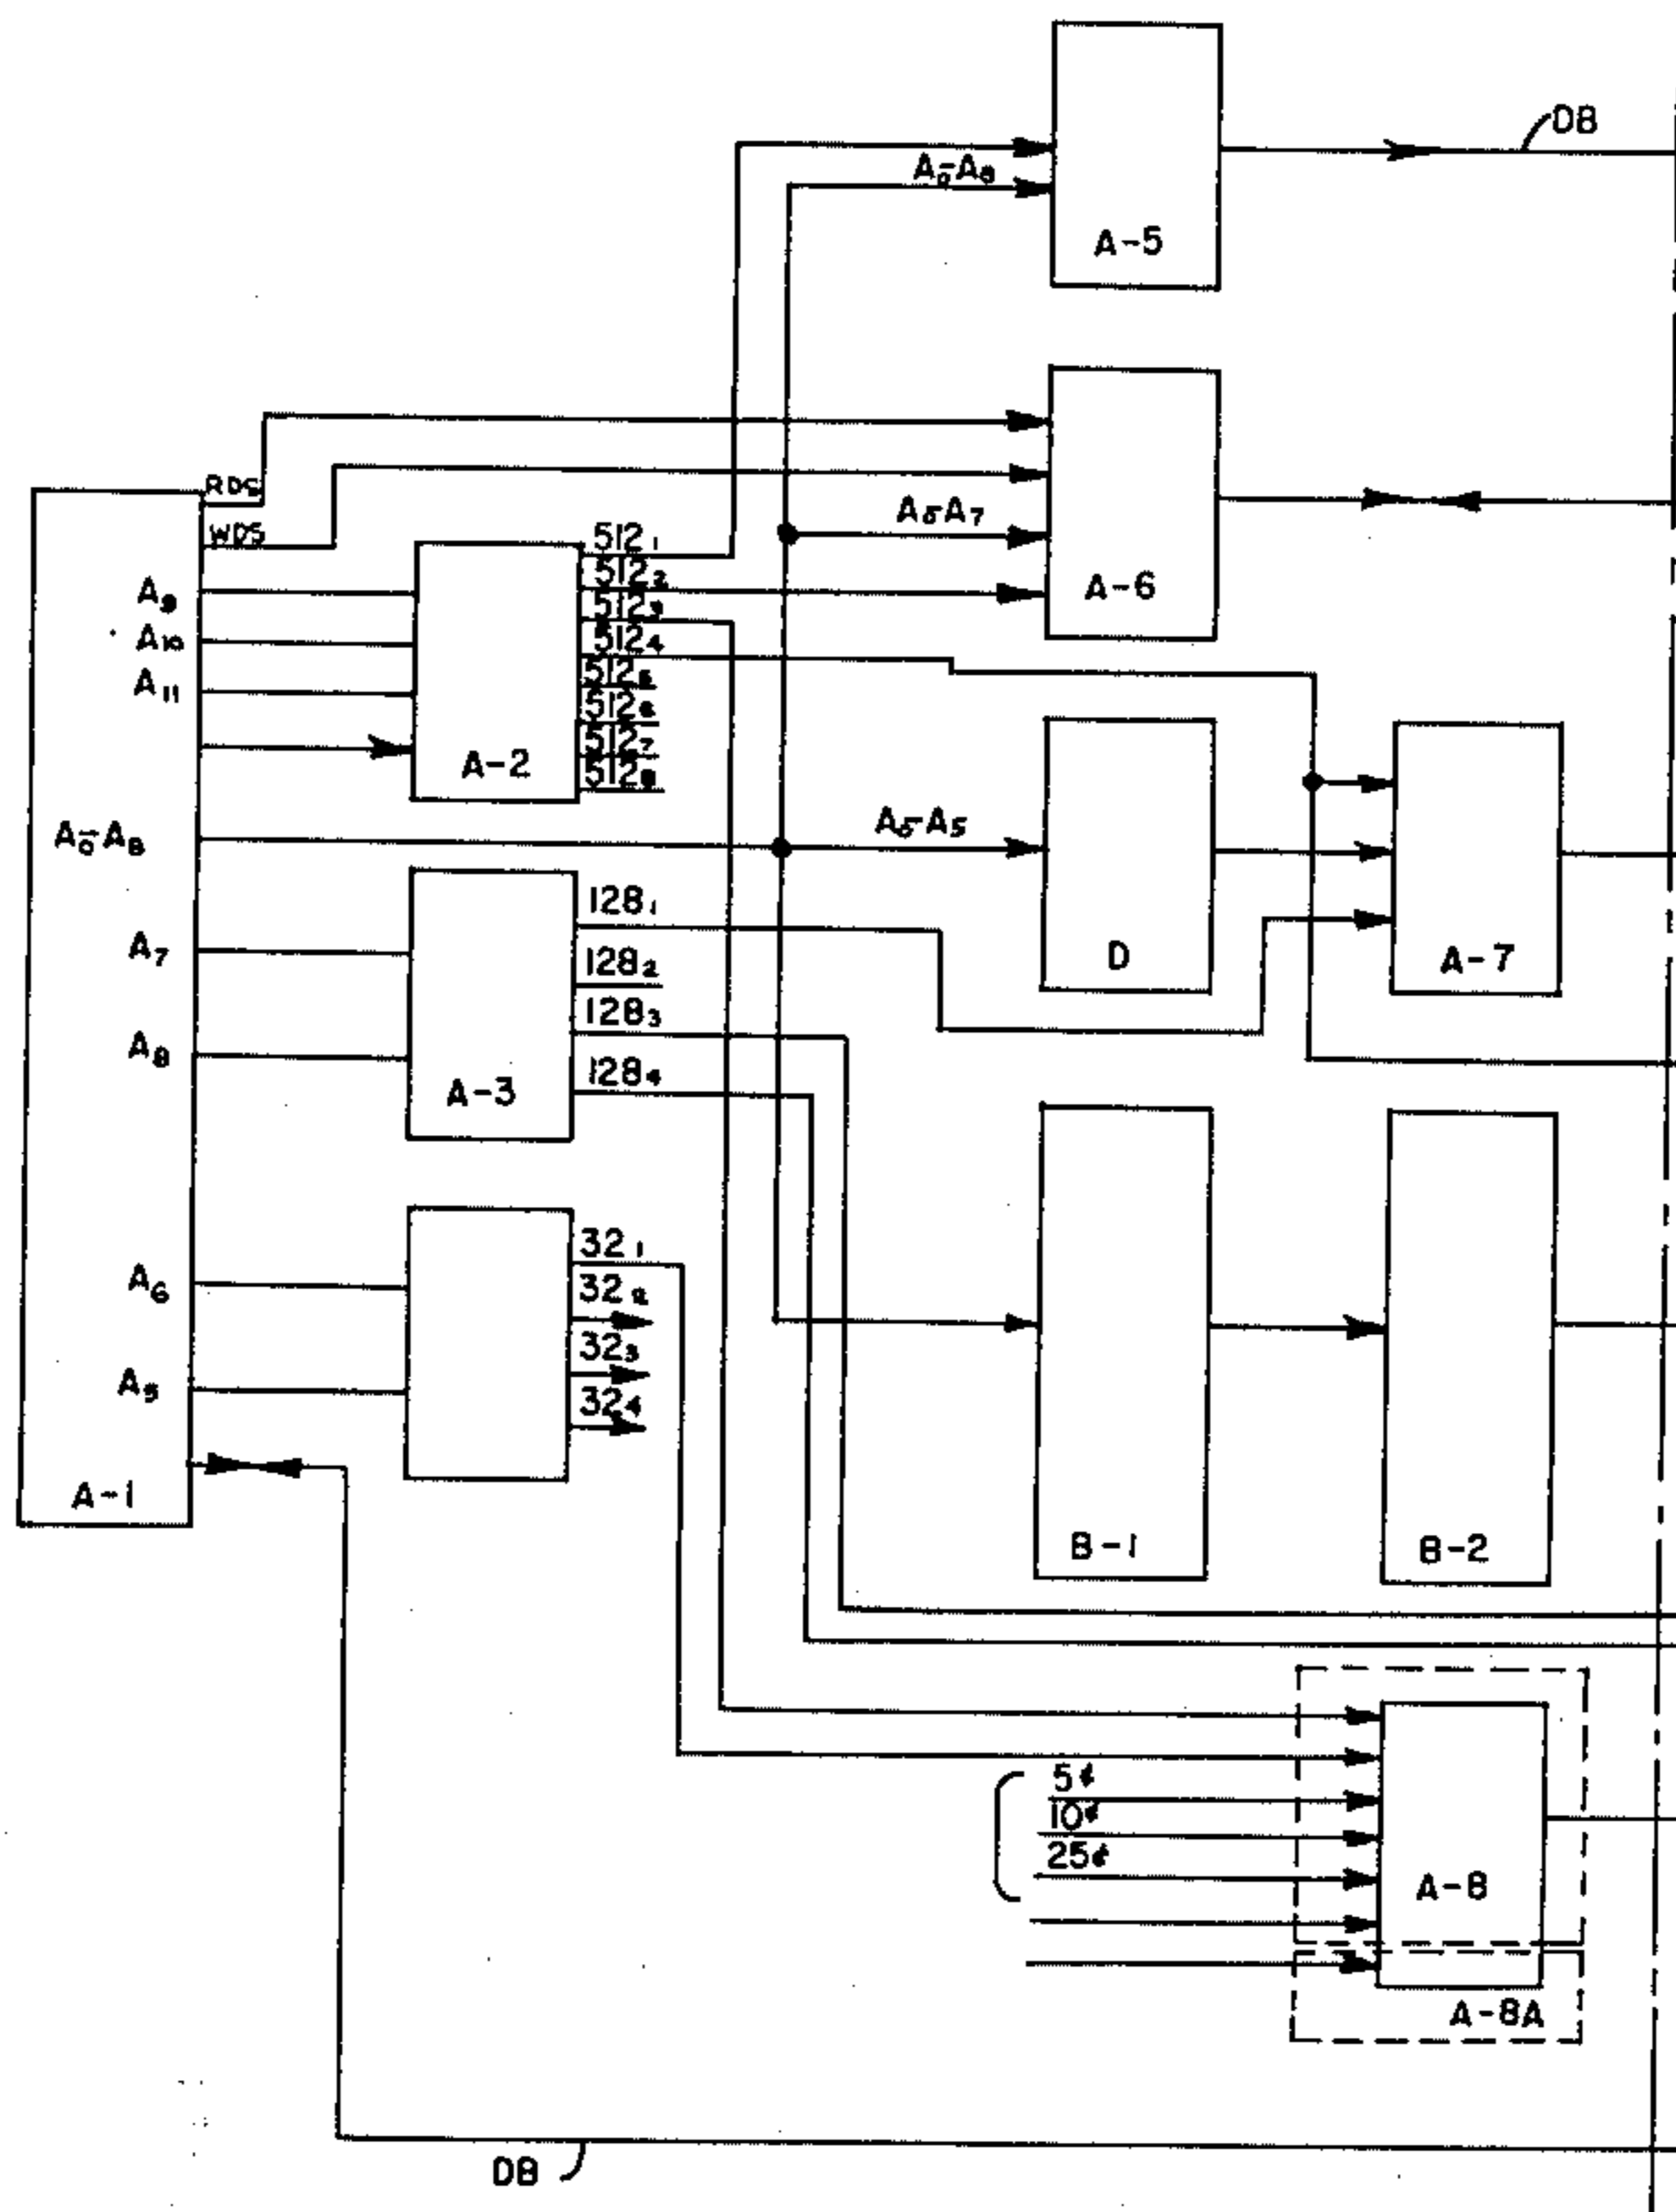 DB
A₀-A₈
A-5
RDS
WDS
A₀-A₇
A-6
A₉
A₁₀
A₁₁
512₁
512₂
512₃
512₄
512₅
512₆
512₇
512₈
A-2
A₀-A₈
A₀-A₅
D
A-7
A₇
A₈
128₁
128₂
128₃
128₄
A-3
A₆
A₅
32₁
32₂
32₃
32₄
A-1
B-1
B-2
5¢
10¢
25¢
A-8
A-8A
DB